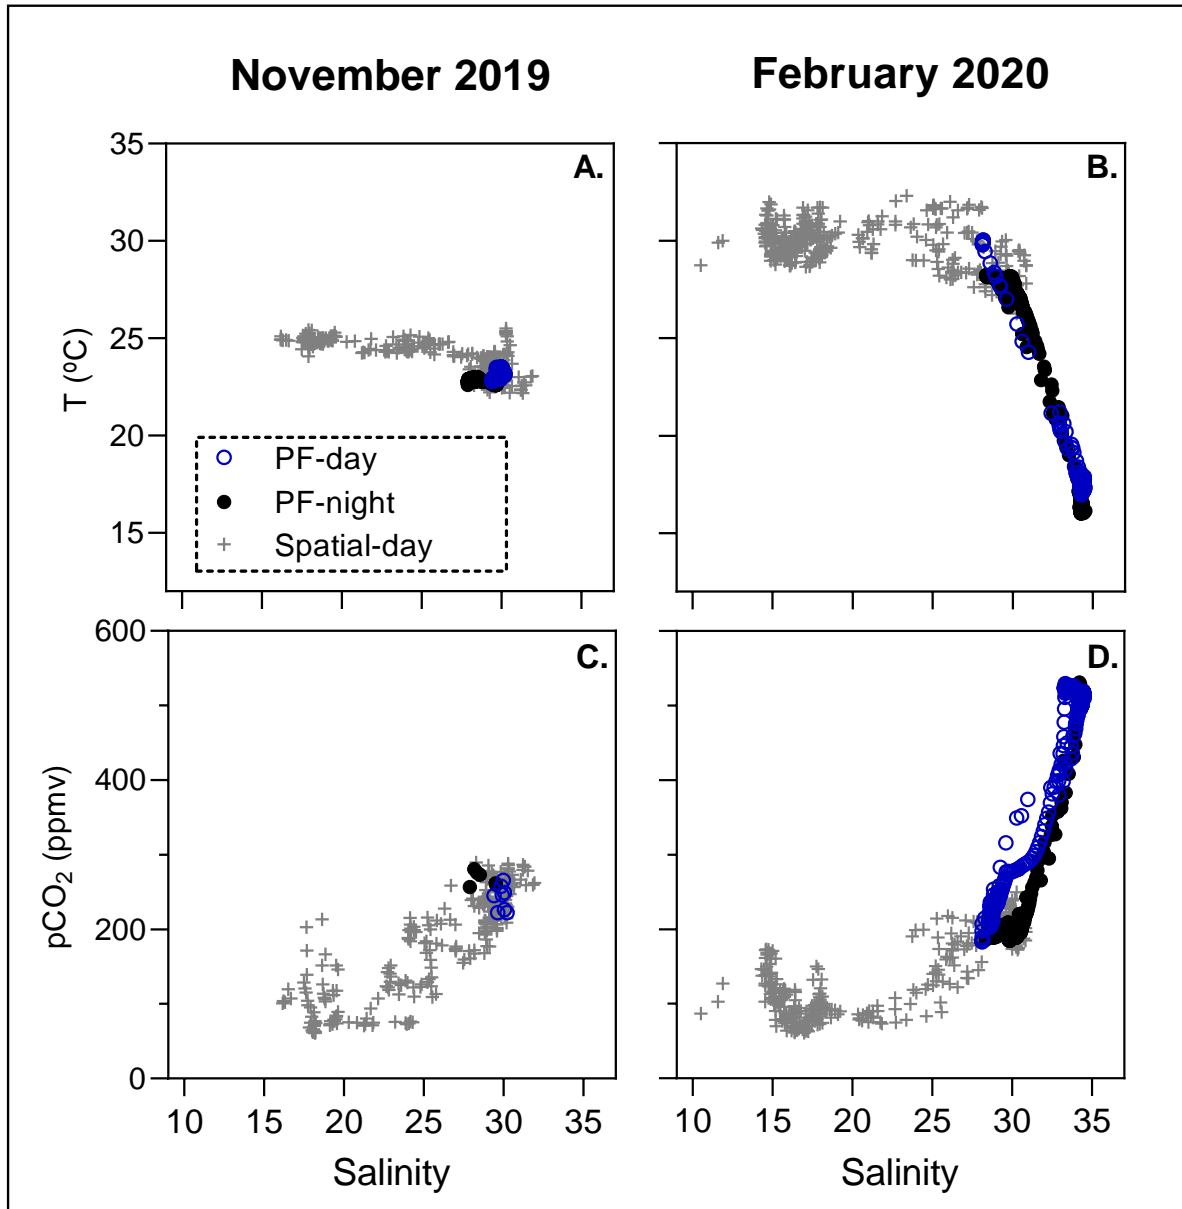 November 2019
February 2020
35
30
25
20
15
T (ºC)
A.
B.
PF-day
PF-night
Spatial-day
600
400
200
0
pCO₂ (ppmv)
C.
D.
10 15 20 25 30 35
10 15 20 25 30 35
Salinity
Salinity